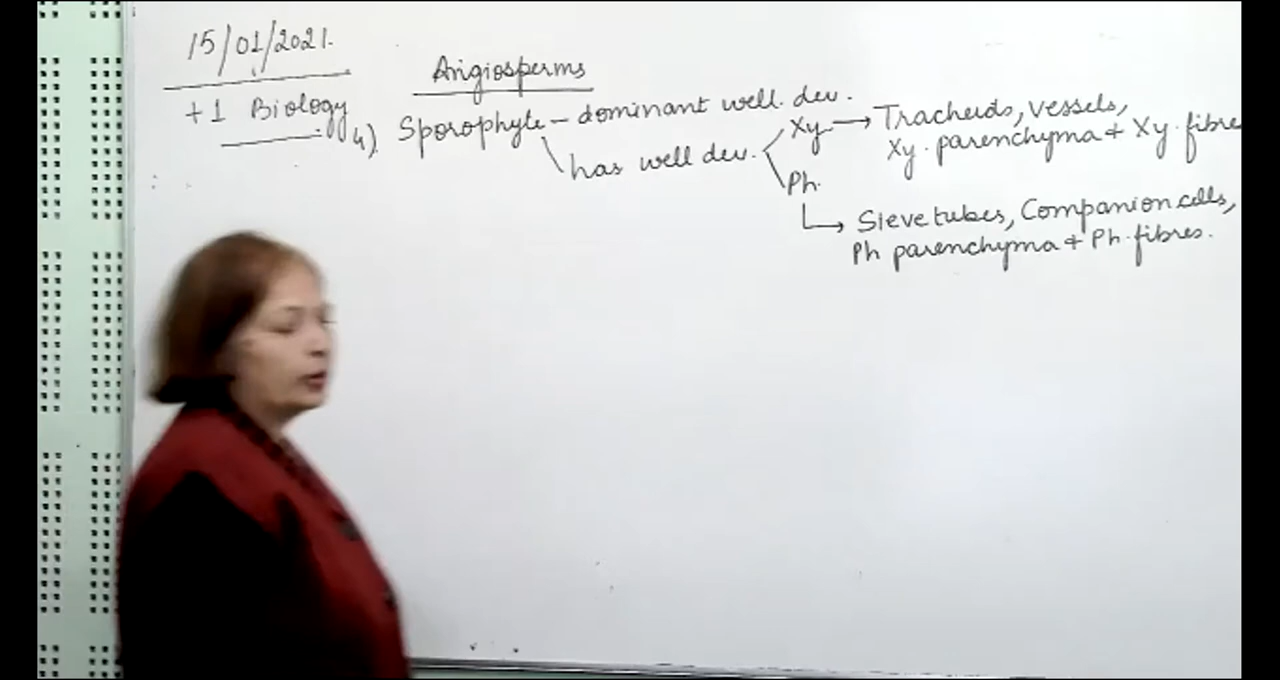 15/01/2021.
+1 Biology
Angiosperms
4) Sporophyte – dominant well. dev.
has well dev.
Xy → Tracheids, vessels,
Xy. parenchyma + Xy. fibre
Ph.
Sieve tubes, Companion cells,
Ph parenchyma + Ph. fibres.